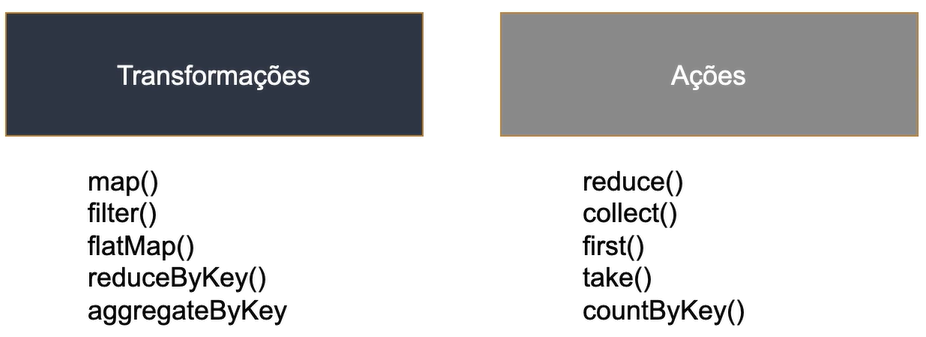 Transformações
map()
filter()
flatMap()
reduceByKey()
aggregateByKey
Ações
reduce()
collect()
first()
take()
countByKey()